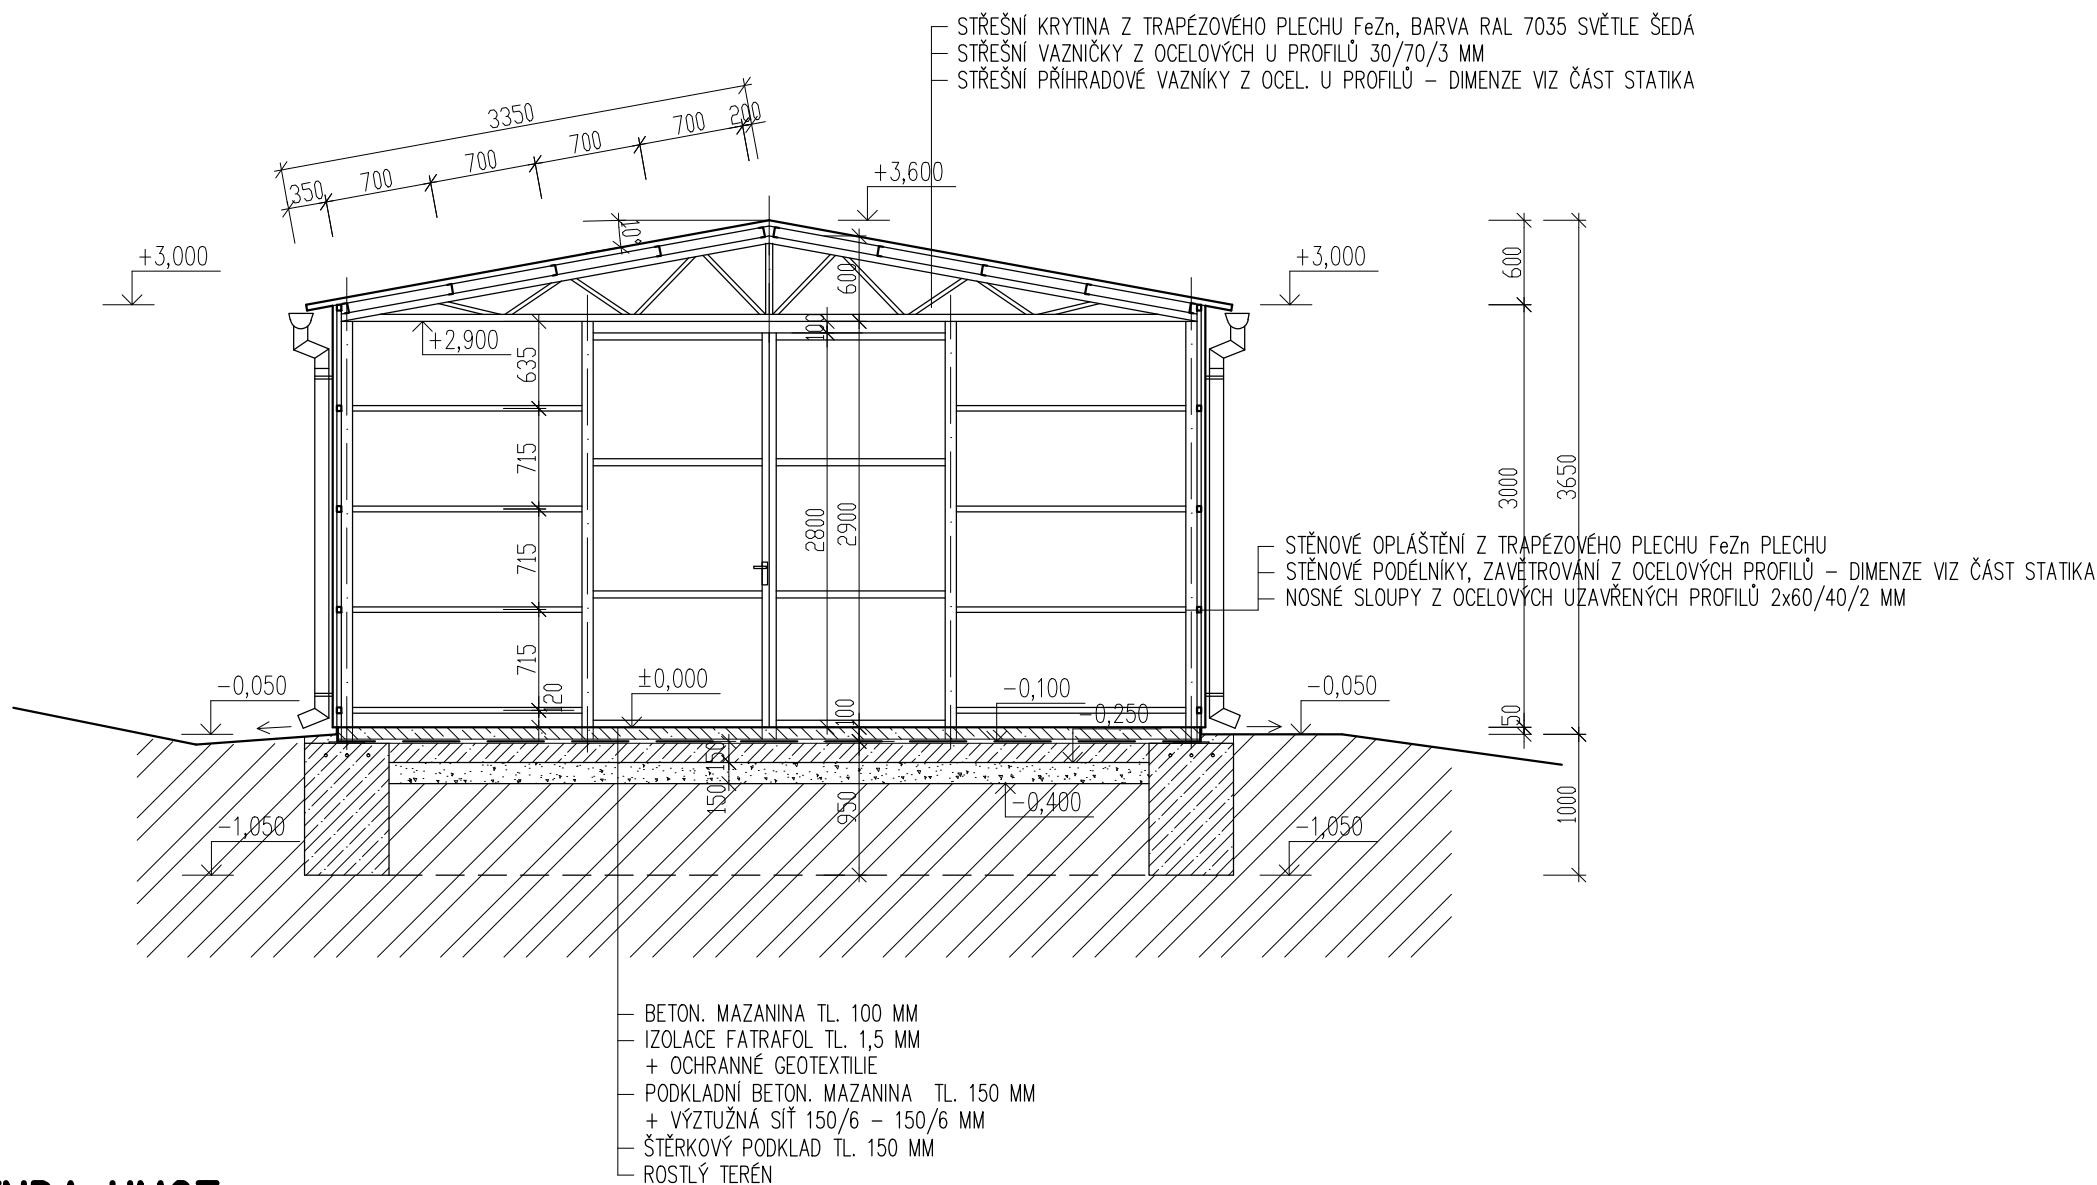 STŘEŠNÍ KRYTINA Z TRAPÉZOVÉHO PLECHU FeZn, BARVA RAL 7035 SVĚTLE ŠEDÁ
STŘEŠNÍ VAZNIČKY Z OCELOVÝCH U PROFILŮ 30/70/3 MM
STŘEŠNÍ PŘÍHRADOVÉ VAZNÍKY Z OCEL. U PROFILŮ – DIMENZE VIZ ČÁST STATIKA
3350
350
700
700
700
700
200
+3,600
10°
+3,000
+3,000
600
600
100
+2,900
635
715
715
715
120
2800
2900
3000
3650
STĚNOVÉ OPLÁŠTĚNÍ Z TRAPÉZOVÉHO PLECHU FeZn PLECHU
STĚNOVÉ PODÉLNÍKY, ZAVĚTROVÁNÍ Z OCELOVÝCH PROFILŮ – DIMENZE VIZ ČÁST STATIKA
NOSNÉ SLOUPY Z OCELOVÝCH UZAVŘENÝCH PROFILŮ 2x60/40/2 MM
-0,050
±0,000
-0,100
-0,050
100
-0,250
50
150
150
950
-0,400
1000
-1,050
-1,050
BETON. MAZANINA TL. 100 MM
IZOLACE FATRAFOL TL. 1,5 MM
+ OCHRANNÉ GEOTEXTILIE
PODKLADNÍ BETON. MAZANINA TL. 150 MM
+ VÝZTUŽNÁ SÍŤ 150/6 – 150/6 MM
ŠTĚRKOVÝ PODKLAD TL. 150 MM
ROSTLÝ TERÉN